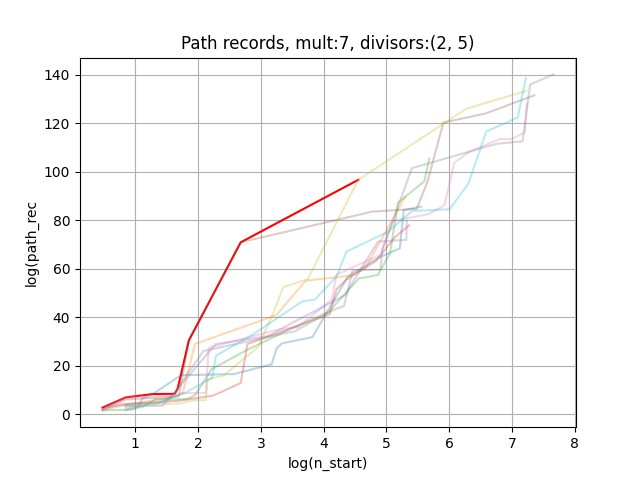 Path records, mult:7, divisors:(2, 5)
log(path_rec
140
120
100
80
60
40
20
0
1 2 3 4 5 6 7 8
log(n_start)